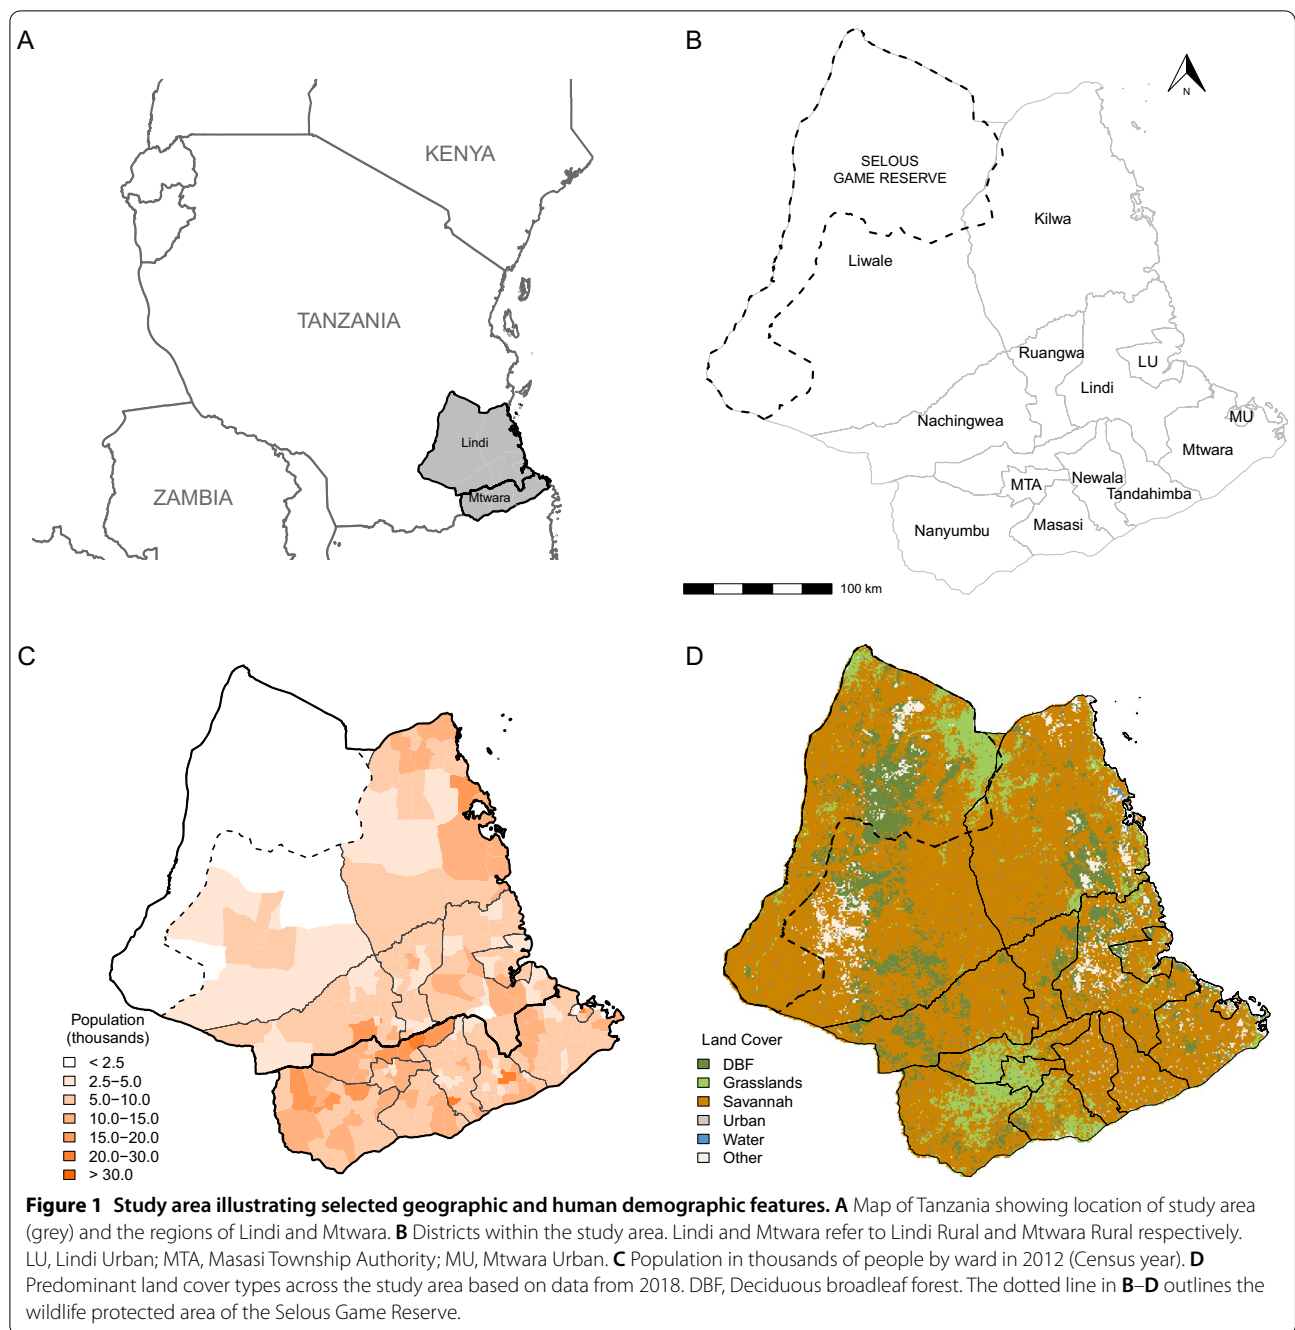 A
KENYA
TANZANIA
ZAMBIA
Lindi
Mtwara
B
N
SELOUS
GAME RESERVE
Kilwa
Liwale
Ruangwa
LU
Lindi
Nachingwea
MU
Mtwara
MTA
Newala
Tandahimba
Nanyumbu
Masasi
100 km
C
Population
(thousands)
< 2.5
2.5–5.0
5.0–10.0
10.0–15.0
15.0–20.0
20.0–30.0
> 30.0
D
Land Cover
DBF
Grasslands
Savannah
Urban
Water
Other
Figure 1 Study area illustrating selected geographic and human demographic features. A Map of Tanzania showing location of study area
(grey) and the regions of Lindi and Mtwara. B Districts within the study area. Lindi and Mtwara refer to Lindi Rural and Mtwara Rural respectively.
LU, Lindi Urban; MTA, Masasi Township Authority; MU, Mtwara Urban. C Population in thousands of people by ward in 2012 (Census year). D
Predominant land cover types across the study area based on data from 2018. DBF, Deciduous broadleaf forest. The dotted line in B–D outlines the
wildlife protected area of the Selous Game Reserve.